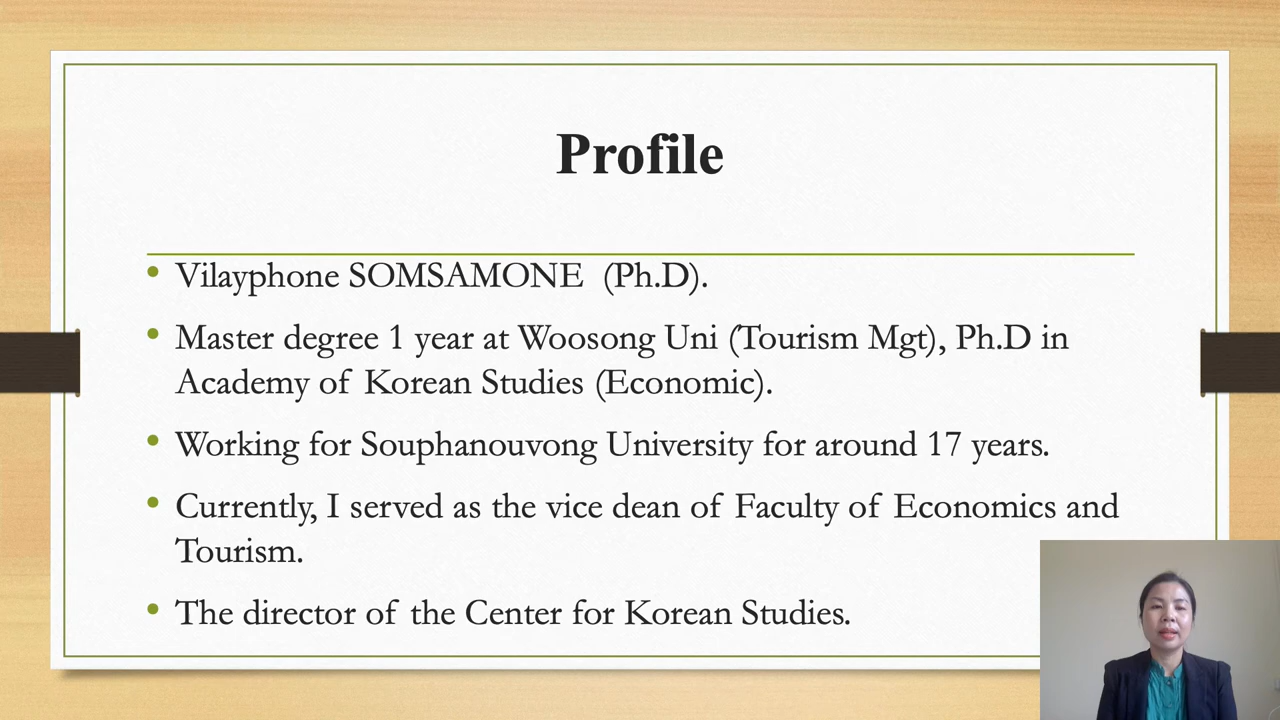 Profile
• Vilayphone SOMSAMONE (Ph.D).
• Master degree 1 year at Woosong Uni (Tourism Mgt), Ph.D in
Academy of Korean Studies (Economic).
• Working for Souphanouvong University for around 17 years.
• Currently, I served as the vice dean of Faculty of Economics and
Tourism.
• The director of the Center for Korean Studies.